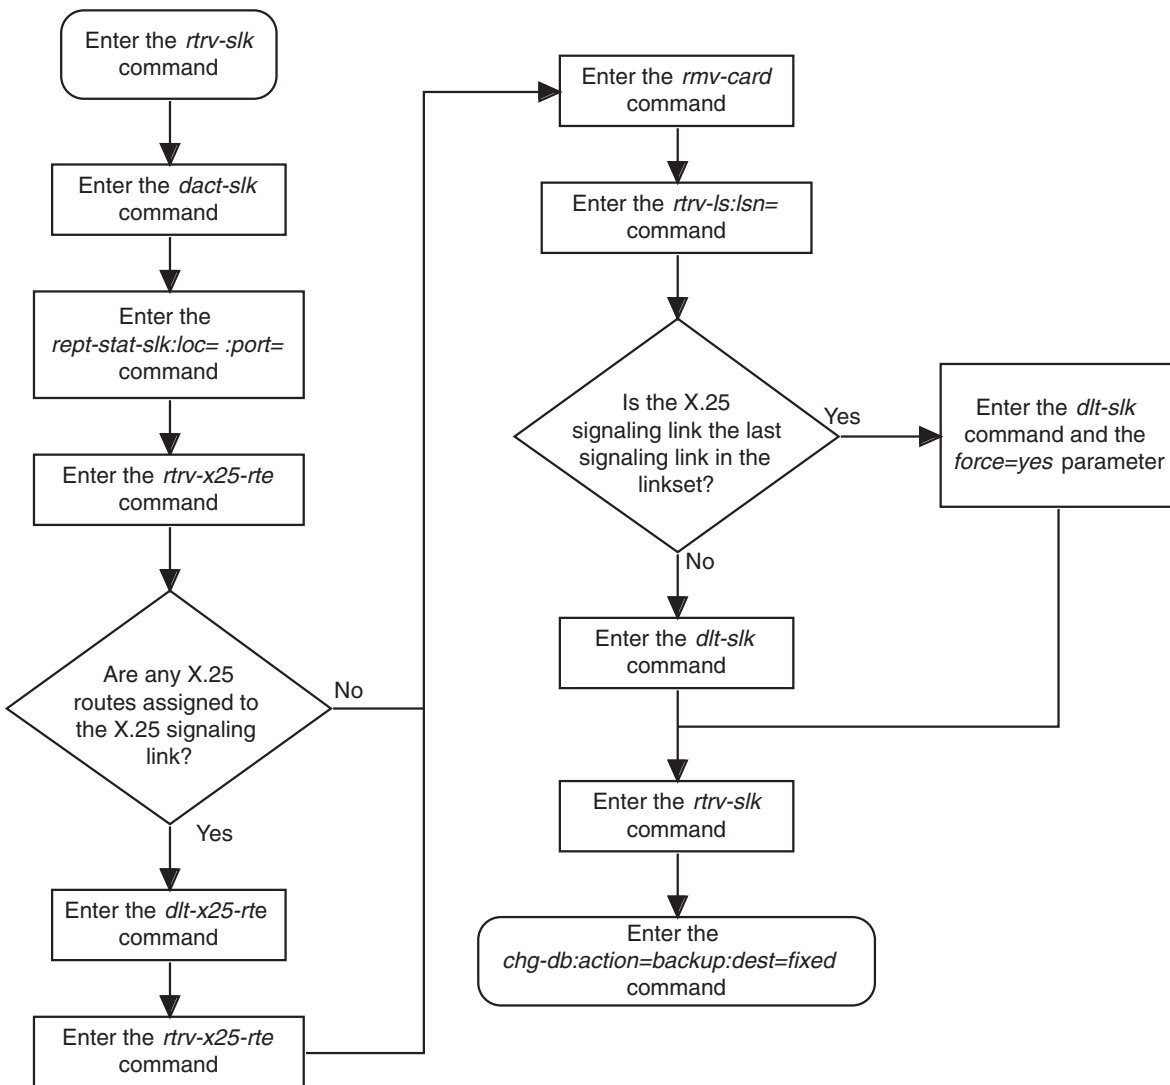 Enter the rtrv-slk
command
Enter the dact-slk
command
Enter the
rept-stat-slk:loc= :port=
command
Enter the rtrv-x25-rte
command
Are any X.25
routes assigned to
the X.25 signaling
link?
No
Yes
Enter the dlt-x25-rte
command
Enter the rtrv-x25-rte
command
Enter the rmv-card
command
Enter the rtrv-ls:lsn=
command
Is the X.25
signaling link the last
signaling link in the
linkset?
Yes
No
Enter the dlt-slk
command and the
force=yes parameter
Enter the dlt-slk
command
Enter the rtrv-slk
command
Enter the
chg-db:action=backup:dest=fixed
command